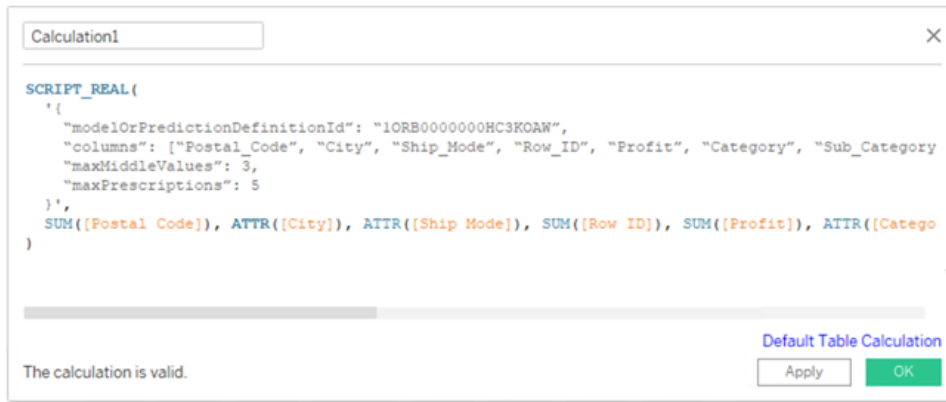 Calculation1
SCRIPT_REAL(
'{
“modelOrPredictionDefinitionId”: “1ORB0000000HC3KOAW”,
“columns”: [“Postal_Code”, “City”, “Ship_Mode”, “Row_ID”, “Profit”, “Category”, “Sub_Category
“maxMiddleValues”: 3,
“maxPrescriptions”: 5
}',
SUM([Postal Code]), ATTR([City]), ATTR([Ship Mode]), SUM([Row ID]), SUM([Profit]), ATTR([Catego
)
Default Table Calculation
The calculation is valid.
Apply
OK